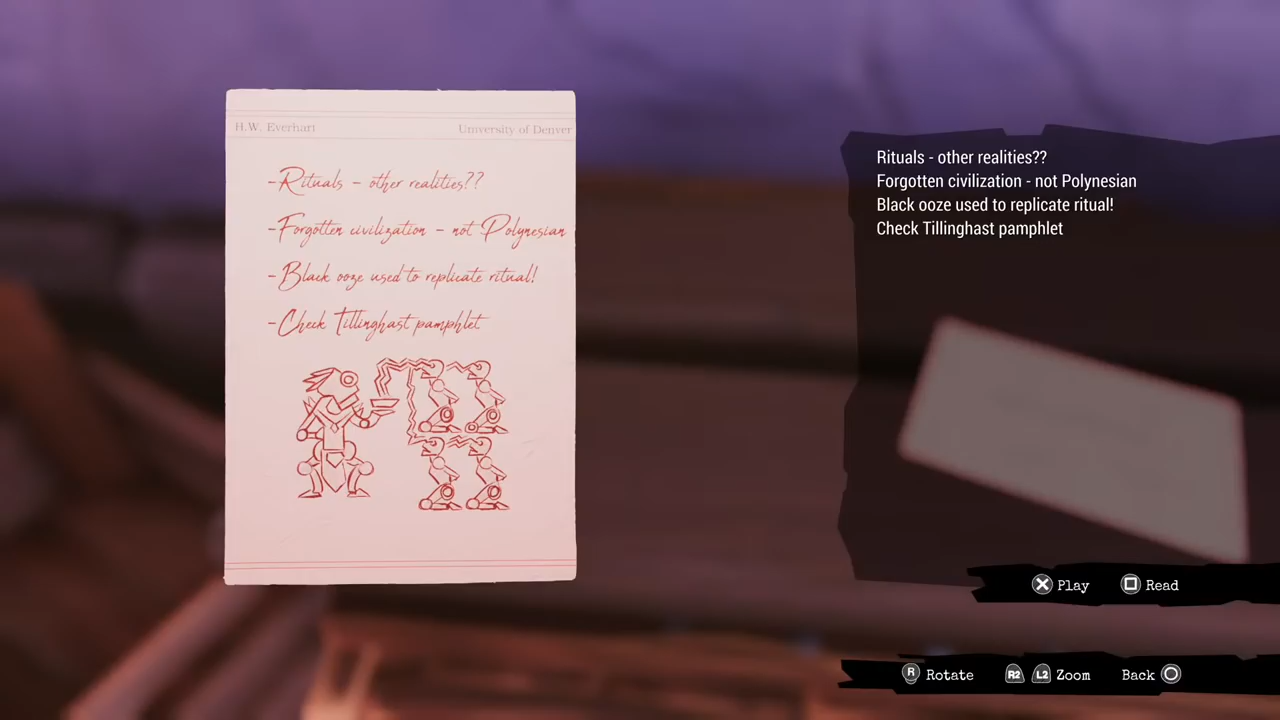 H.W. Everhart University of Denver
-Rituals - other realities??
-Forgotten civilization - not Polynesian
-Black ooze used to replicate ritual!
-Check Tillinghast pamphlet
Rituals - other realities??
Forgotten civilization - not Polynesian
Black ooze used to replicate ritual!
Check Tillinghast pamphlet
Play Read
R Rotate R2 L2 Zoom Back